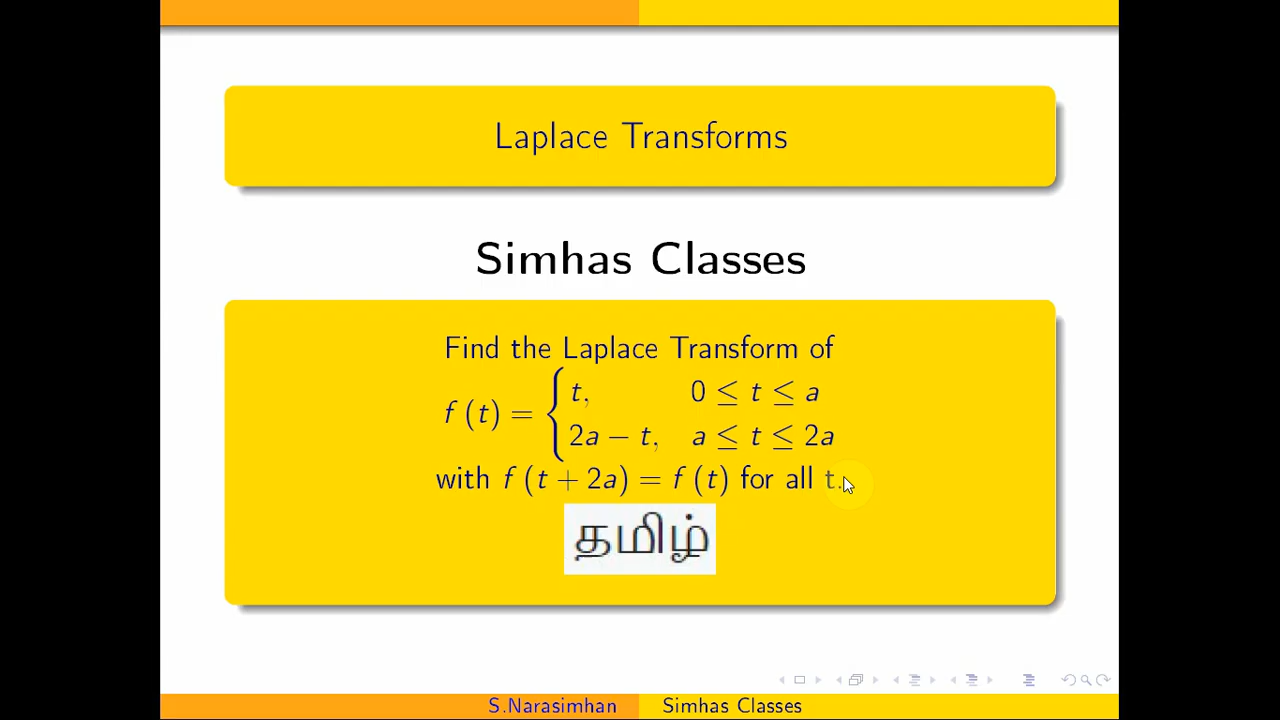 Laplace Transforms
Simhas Classes
Find the Laplace Transform of
f (t) = { t, 0 ≤ t ≤ a
2a − t, a ≤ t ≤ 2a
with f (t + 2a) = f (t) for all t.
தமிழ்
S.Narasimhan Simhas Classes